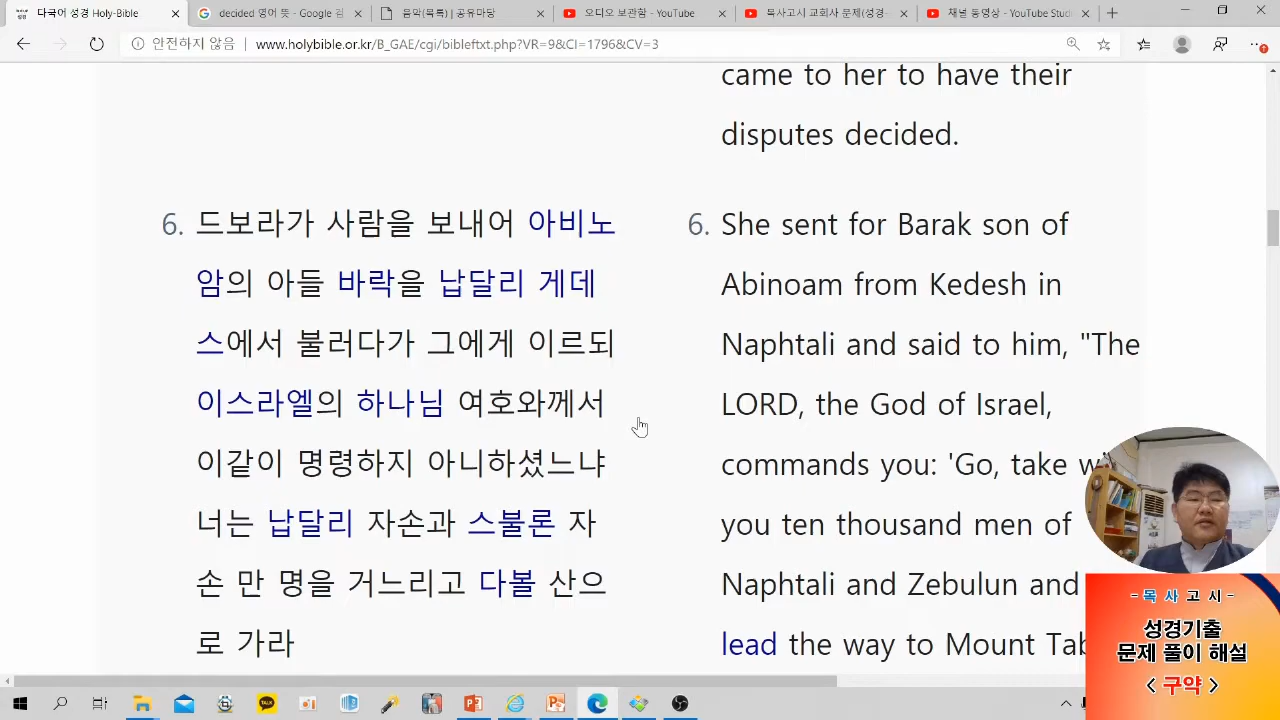 다국어 성경 Holy-Bible
decided 영어 뜻 - Google 검
음악(목록) | 공유마당
오디오 보관함 - YouTube
목사고시 교회사 문제(성경-
채널 동영상 - YouTube Stud
안전하지 않음
www.holybible.or.kr/B_GAE/cgi/bibleftxt.php?VR=9&CI=1796&CV=3
came to her to have their
disputes decided.
6. 드보라가 사람을 보내어 아비노
암의 아들 바락을 납달리 게데
스에서 불러다가 그에게 이르되
이스라엘의 하나님 여호와께서
이같이 명령하지 아니하셨느냐
너는 납달리 자손과 스불론 자
손 만 명을 거느리고 다볼 산으
로 가라
6. She sent for Barak son of
Abinoam from Kedesh in
Naphtali and said to him, "The
LORD, the God of Israel,
commands you: 'Go, take
you ten thousand men of
Naphtali and Zebulun and
lead the way to Mount
- 목 사 고 시 -
성경기출
문제 풀이 해설
< 구약 >
TALK